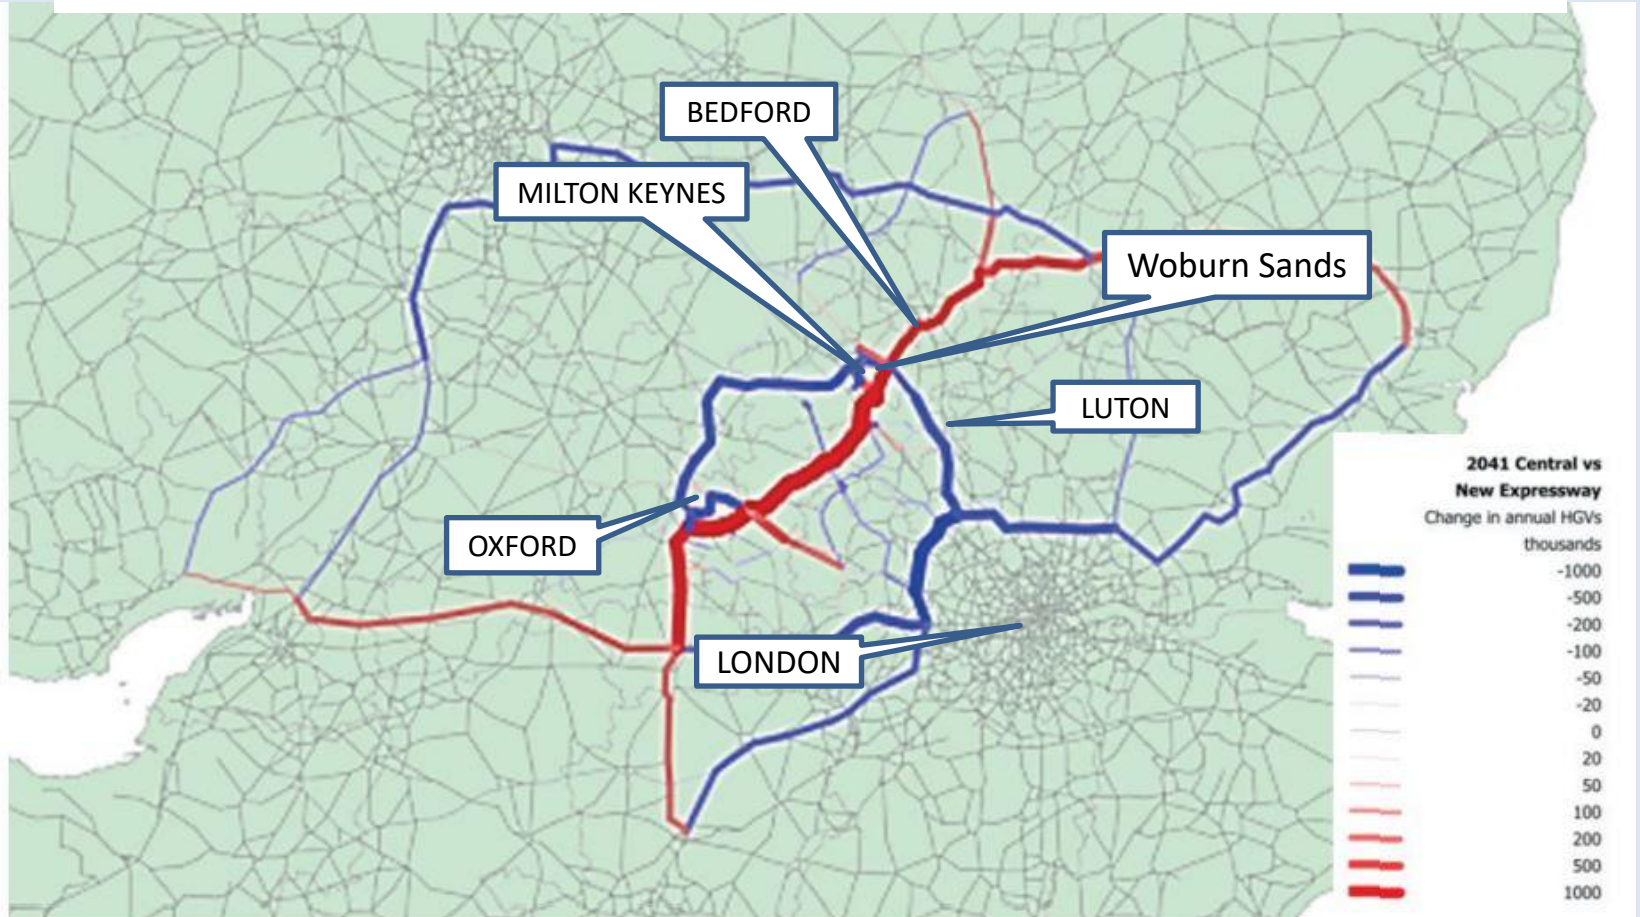 BEDFORD
MILTON KEYNES
Woburn Sands
LUTON
OXFORD
LONDON
2041 Central vs
New Expressway
Change in annual HGVs
thousands
-1000
-500
-200
-100
-50
-20
0
20
50
100
200
500
1000